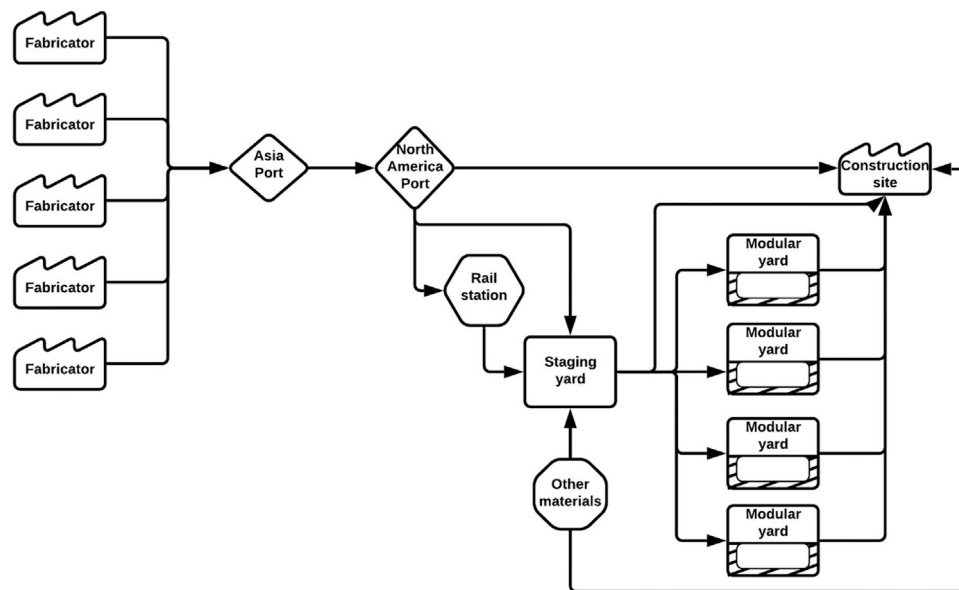 Fabricator
Fabricator
Fabricator
Fabricator
Fabricator
Asia
Port
North
America
Port
Construction
site
Rail
station
Staging
yard
Other
materials
Modular
yard
Modular
yard
Modular
yard
Modular
yard